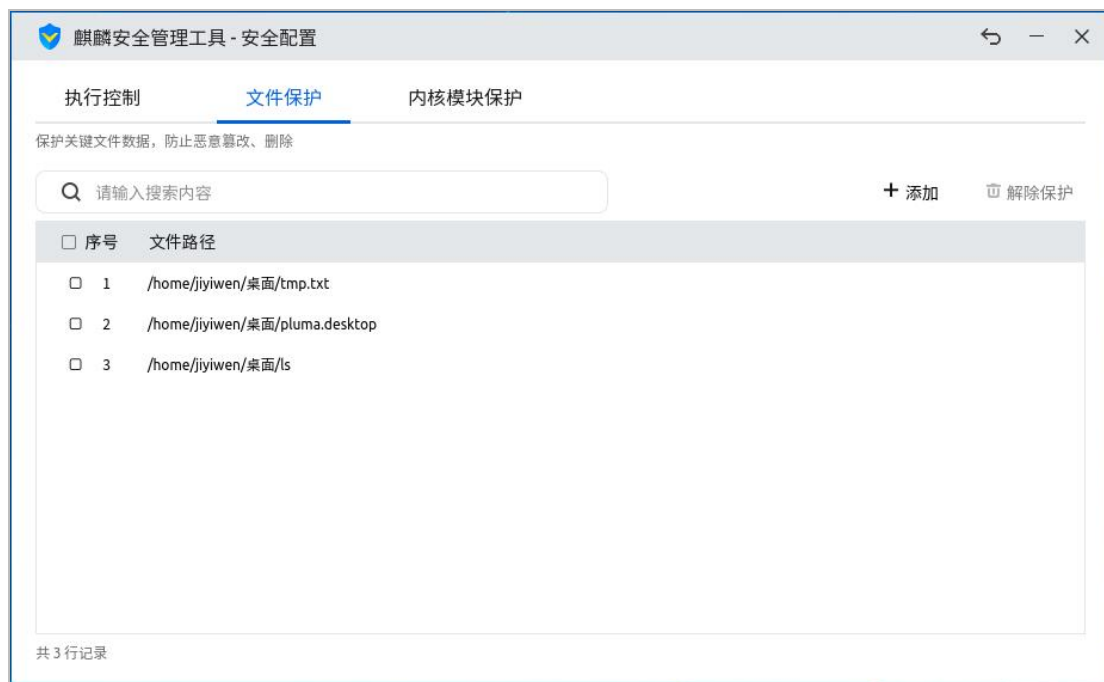 麒麟安全管理工具 - 安全配置
执行控制 文件保护 内核模块保护
保护关键文件数据，防止恶意篡改、删除
请输入搜索内容 + 添加 解除保护
序号 文件路径
1 /home/jiyiwen/桌面/tmp.txt
2 /home/jiyiwen/桌面/pluma.desktop
3 /home/jiyiwen/桌面/ls
共 3 行记录